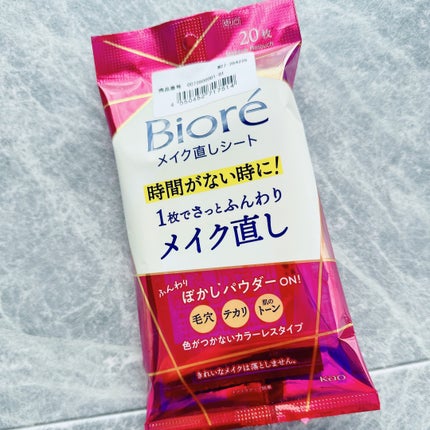 20枚
Bioré
メイク直しシート
時間がない時に!
1枚でさっとふんわり
メイク直し
ふんわり
ぼかしパウダーON!
毛穴
テカリ
肌の
トーン
色がつかないカラーレスタイプ
きれいなメイクは落としません。
Kao